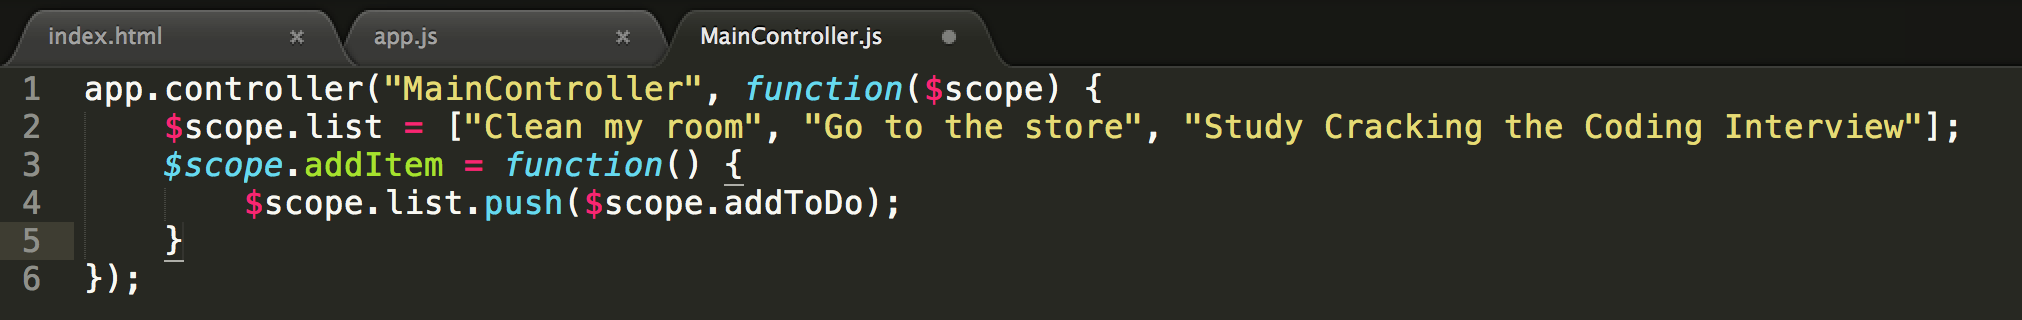 index.html × app.js × MainController.js
1 app.controller("MainController", function($scope) {
2     $scope.list = ["Clean my room", "Go to the store", "Study Cracking the Coding Interview"];
3     $scope.addItem = function() {
4         $scope.list.push($scope.addToDo);
5     }
6 });